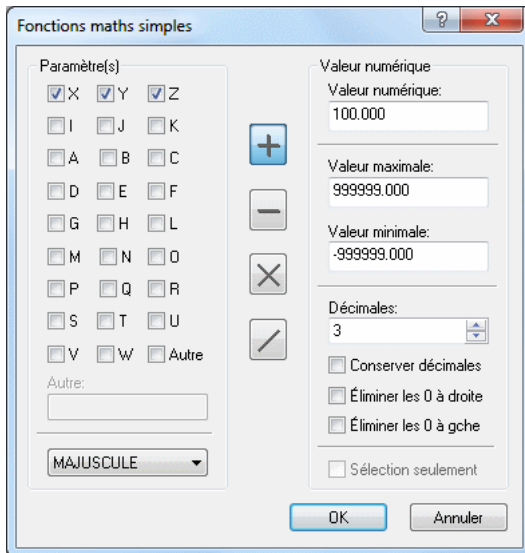 Fonctions maths simples
Paramètre(s)
X Y Z
I J K
A B C
D E F
G H L
M N O
P Q R
S T U
V W Autre
Autre:
MAJUSCULE
Valeur numérique
Valeur numérique:
100.000
Valeur maximale:
999999.000
Valeur minimale:
-999999.000
Décimales:
3
Conserver décimales
Éliminer les 0 à droite
Éliminer les 0 à gche
Sélection seulement
OK Annuler